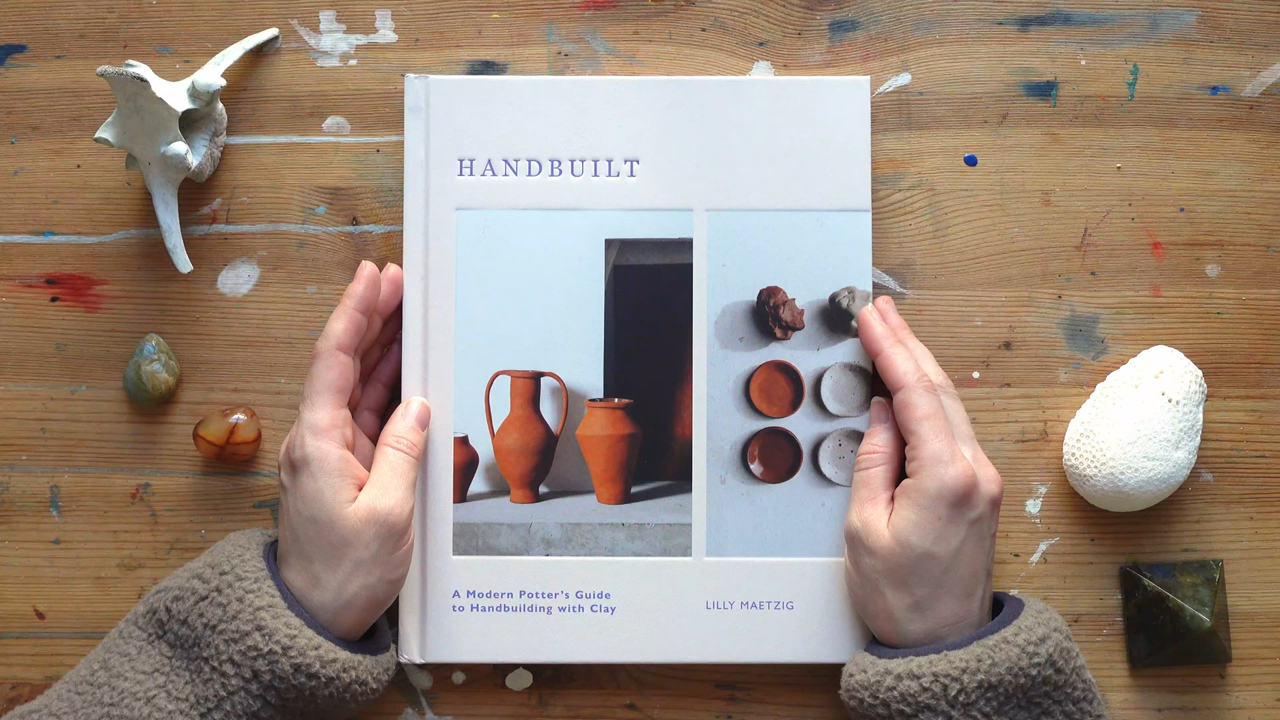 HANDBUILT
A Modern Potter's Guide
to Handbuilding with Clay
LILLY MAETZIG